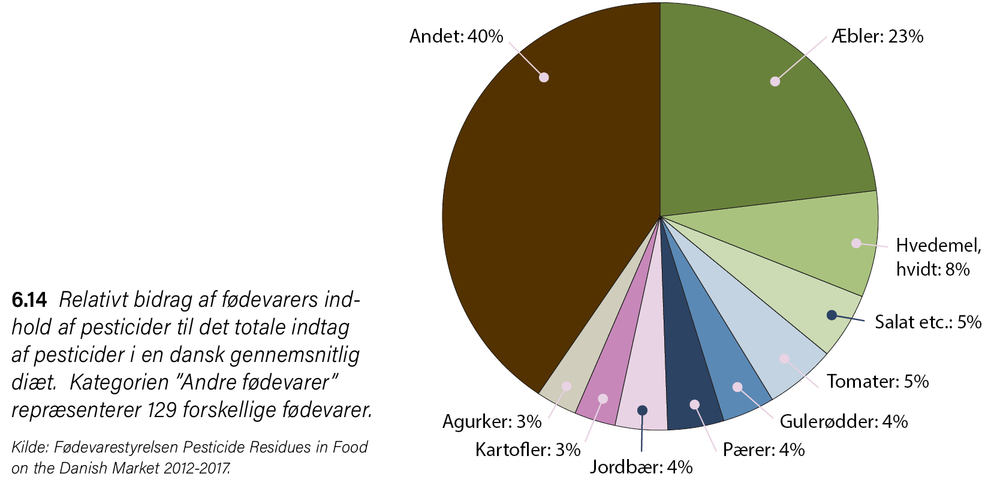 Andet: 40%
Æbler: 23%
Hvedemel,
hvidt: 8%
Salat etc.: 5%
Tomater: 5%
Gulerødder: 4%
Pærer: 4%
Jordbær: 4%
Kartofler: 3%
Agurker: 3%
6.14 Relativt bidrag af fødevarers ind-
hold af pesticider til det totale indtag
af pesticider i en dansk gennemsnitlig
diæt. Kategorien ”Andre fødevarer”
repræsenterer 129 forskellige fødevarer.
Kilde: Fødevarestyrelsen Pesticide Residues in Food
on the Danish Market 2012-2017.